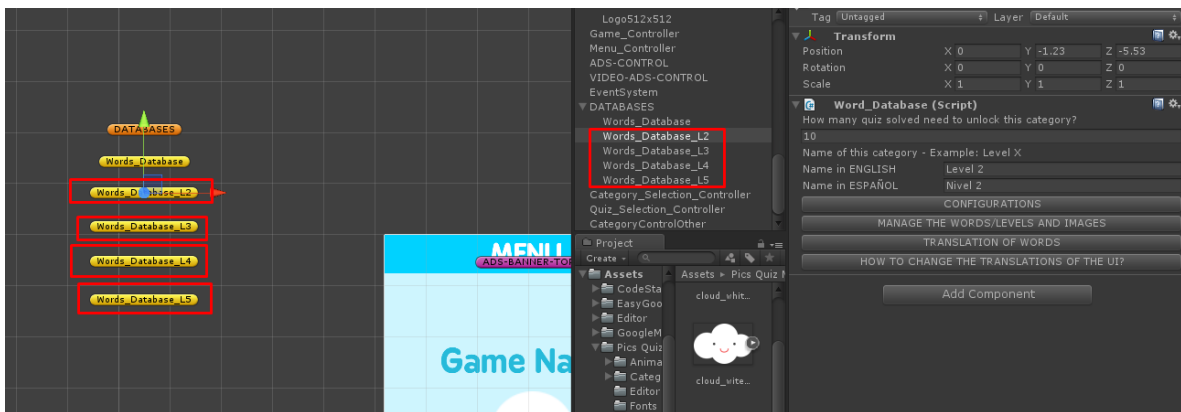 DATABASES
Words_Database
Words_Database_L2
Words_Database_L3
Words_Database_L4
Words_Database_L5
MENU
ADS-BANNER-TOP
Game Na
Logo512x512
Game_Controller
Menu_Controller
ADS-CONTROL
VIDEO-ADS-CONTROL
EventSystem
DATABASES
Words_Database
Words_Database_L2
Words_Database_L3
Words_Database_L4
Words_Database_L5
Category_Selection_Controller
Quiz_Selection_Controller
CategoryControlOther
Project
Create
Assets
CodeSta
EasyGoo
Editor
GoogleM
Pics Quiz
Anima
Categ
Editor
Fonts
Assets ▸ Pics Quiz M
cloud_whit...
cloud_wite...
Tag Untagged Layer Default
Transform
Position X 0 Y -1.23 Z -5.53
Rotation X 0 Y 0 Z 0
Scale X 1 Y 1 Z 1
Word_Database (Script)
How many quiz solved need to unlock this category?
10
Name of this category - Example: Level X
Name in ENGLISH Level 2
Name in ESPAÑOL Nivel 2
CONFIGURATIONS
MANAGE THE WORDS/LEVELS AND IMAGES
TRANSLATION OF WORDS
HOW TO CHANGE THE TRANSLATIONS OF THE UI?
Add Component